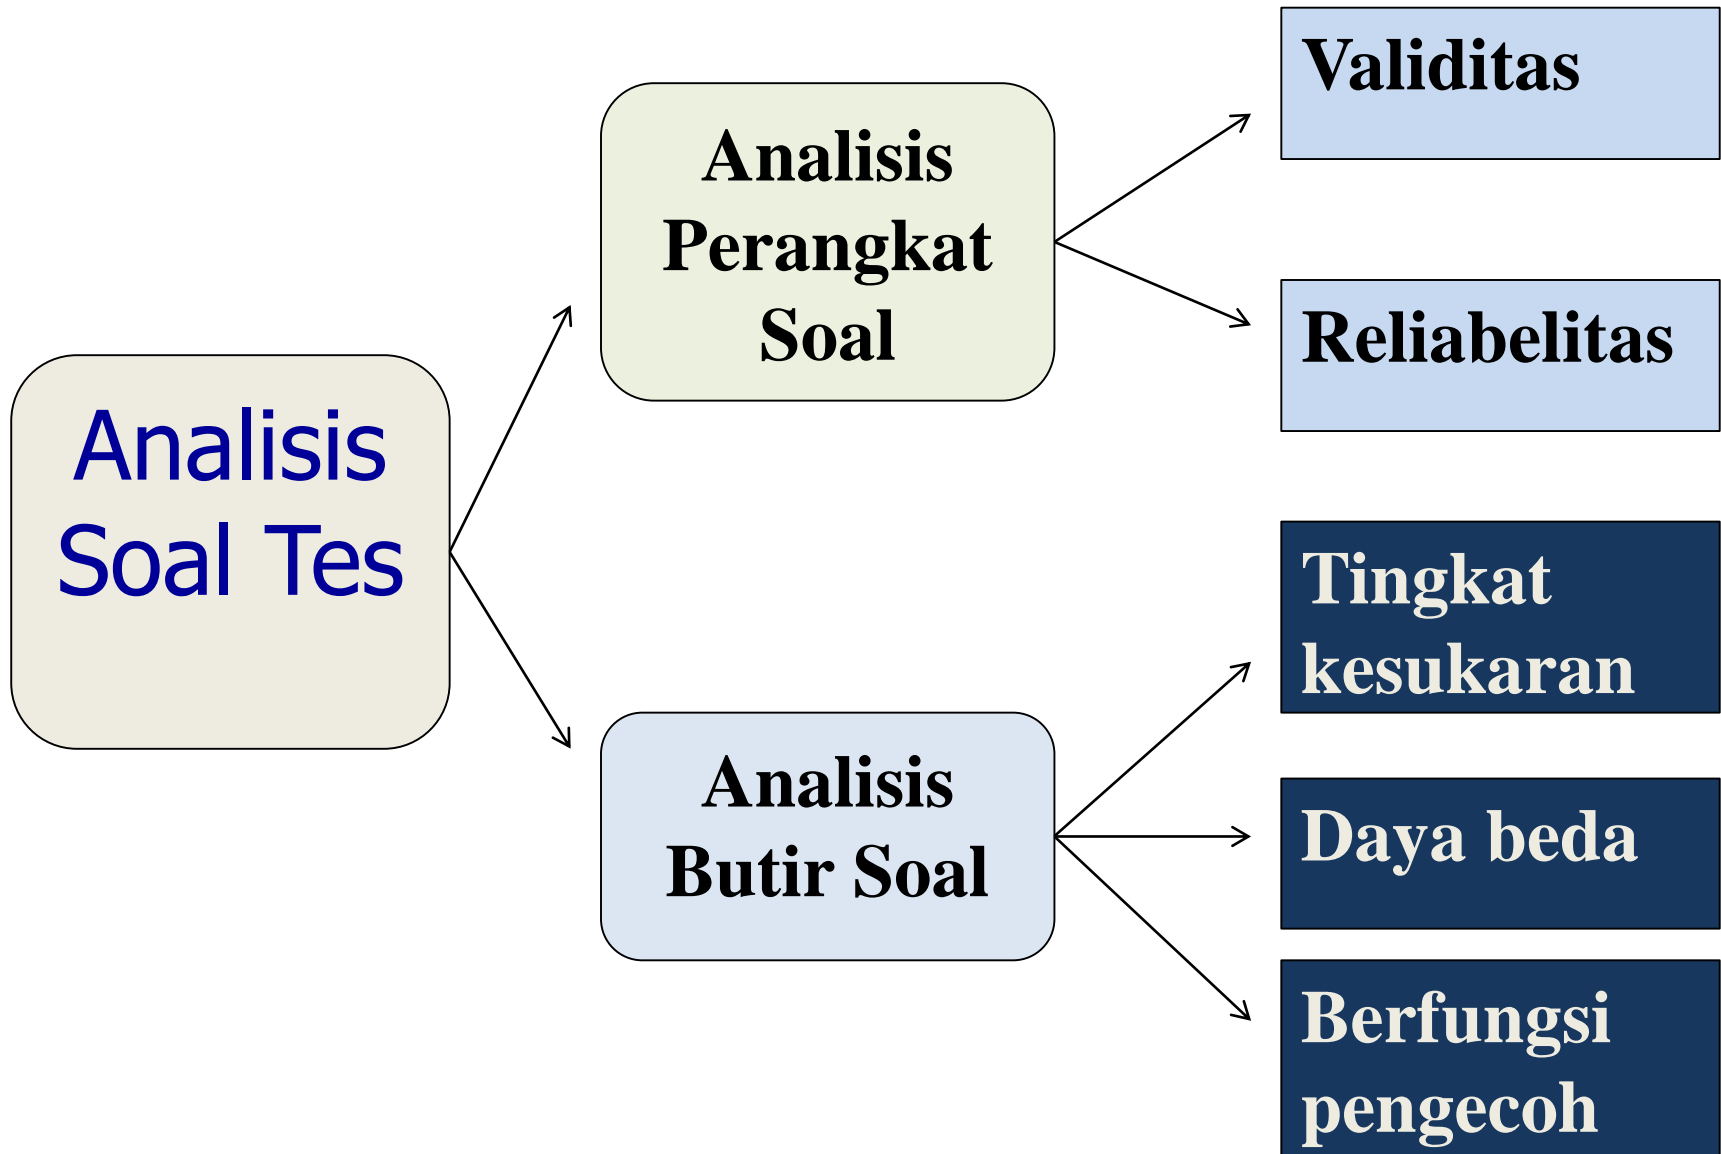 Analisis
Soal Tes
Analisis
Perangkat
Soal
Validitas
Reliabelitas
Analisis
Butir Soal
Tingkat
kesukaran
Daya beda
Berfungsi
pengecoh